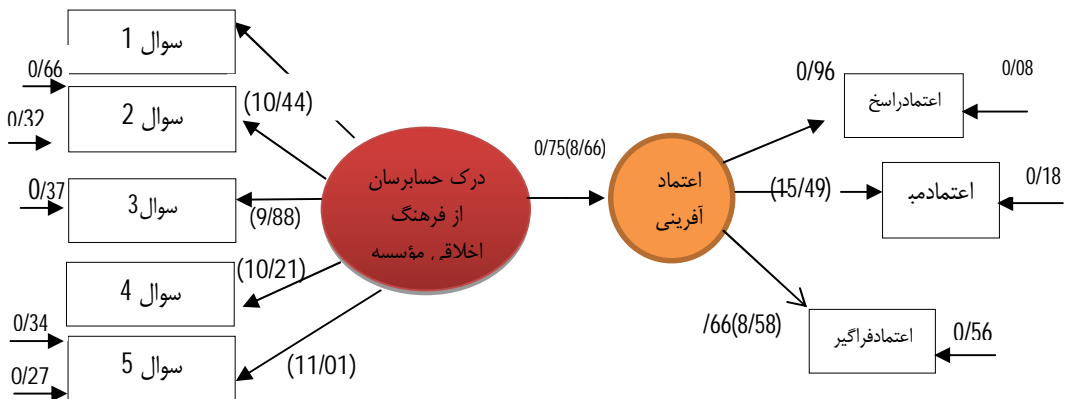 سوال 1
0/66
سوال 2
0/32
(10/44)
سوال3
0/37
(9/88)
سوال 4
(10/21)
0/34
سوال 5
0/27
(11/01)
درک حسابرسان
از فرهنگ
اخلاقی مؤسسه
0/75(8/66)
اعتماد
آفرینی
0/96
اعتمادراسخ
0/08
(15/49)
اعتمادمبـ
0/18
/66(8/58)
اعتمادفراگیر
0/56